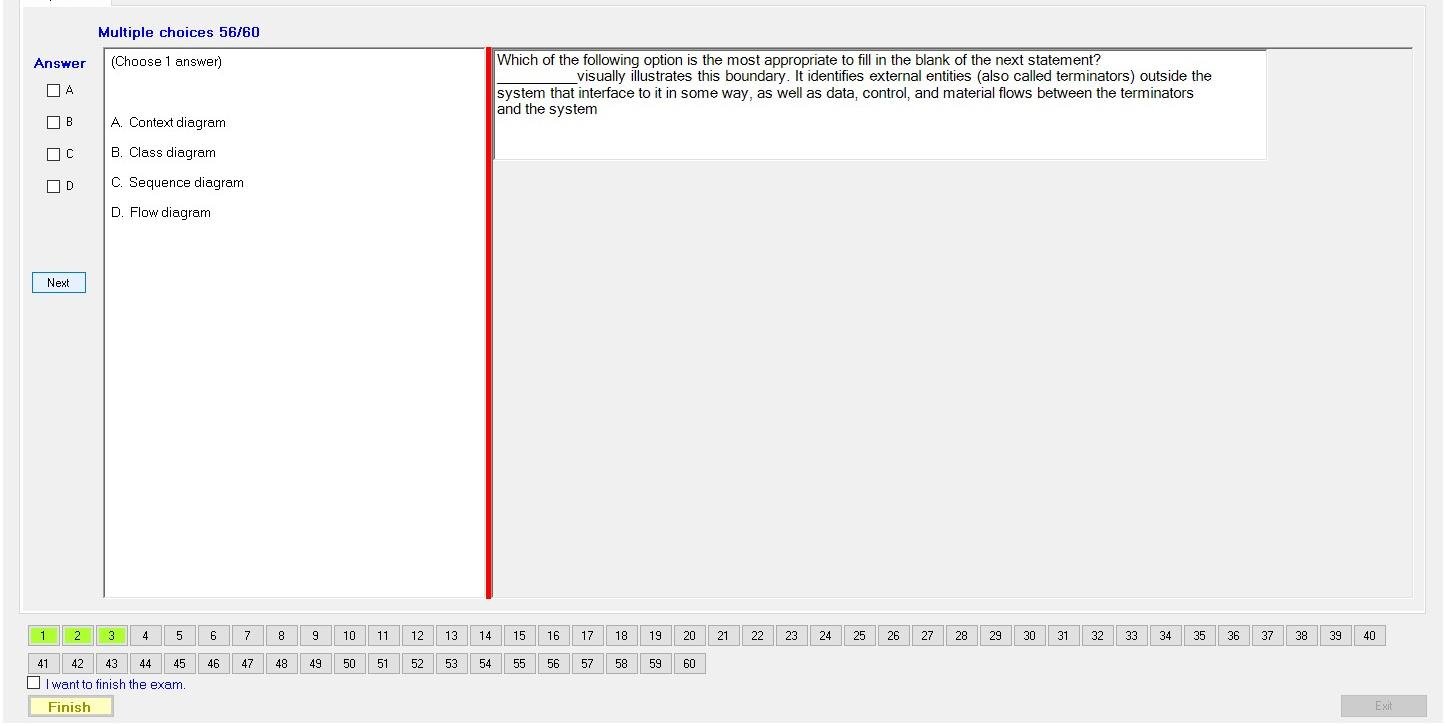 Multiple choices 56/60
Answer
A
B
C
D
Next
(Choose 1 answer)
A. Context diagram
B. Class diagram
C. Sequence diagram
D. Flow diagram
Which of the following option is the most appropriate to fill in the blank of the next statement?
__________visually illustrates this boundary. It identifies external entities (also called terminators) outside the
system that interface to it in some way, as well as data, control, and material flows between the terminators
and the system
1 2 3 4 5 6 7 8 9 10 11 12 13 14 15 16 17 18 19 20 21 22 23 24 25 26 27 28 29 30 31 32 33 34 35 36 37 38 39 40
41 42 43 44 45 46 47 48 49 50 51 52 53 54 55 56 57 58 59 60
I want to finish the exam.
Finish
Exit